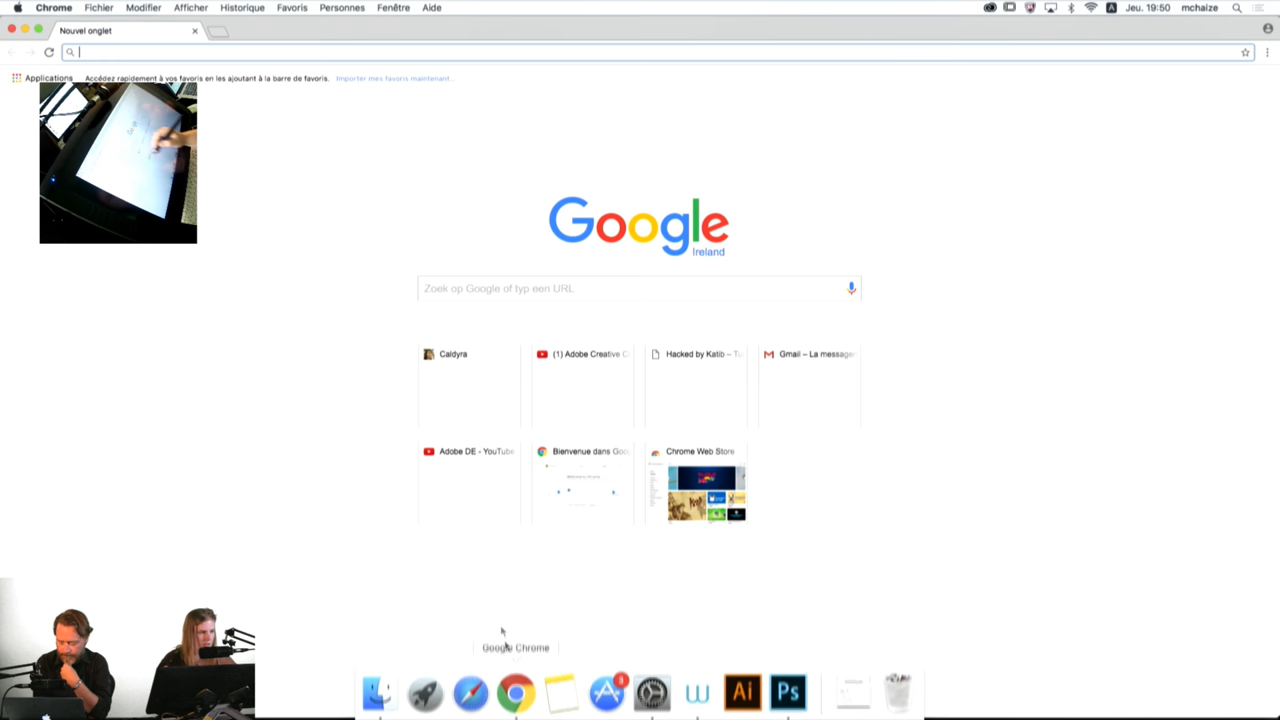 Chrome Fichier Modifier Afficher Historique Favoris Personnes Fenêtre Aide
A Jeu. 19:50 mchaize
Nouvel onglet
Applications Accédez rapidement à vos favoris en les ajoutant à la barre de favoris. Importer mes favoris maintenant...
Google
Ireland
Zoek op Google of typ een URL
Caldyra
(1) Adobe Creative C
Hacked by Katib – Tu
Gmail – La message
Adobe DE - YouTube
Bienvenue dans Goo
Chrome Web Store
Google Chrome
3
Ai
Ps